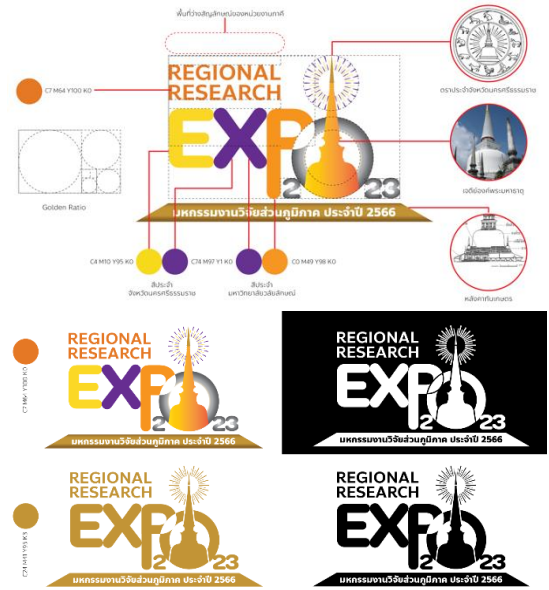 พื้นที่ว่างสัญลักษณ์ของหน่วยงานภาคี
C7 M64 Y100 K0
REGIONAL
RESEARCH
EXPO
2023
มหกรรมงานวิจัยส่วนภูมิภาค ประจำปี 2566
ตราประจำจังหวัดนครศรีธรรมราช
เจดีย์องค์พระบรมธาตุ
หลังคาทับเกษตร
Golden Ratio
C4 M10 Y95 K0
C74 M97 Y1 K0
C0 M49 Y98 K0
สีประจำ
จังหวัดนครศรีธรรมราช
สีประจำ
มหาวิทยาลัยวลัยลักษณ์
C7 M64 Y100 K0
REGIONAL
RESEARCH
EXPO
2023
มหกรรมงานวิจัยส่วนภูมิภาค ประจำปี 2566
REGIONAL
RESEARCH
EXPO
2023
มหกรรมงานวิจัยส่วนภูมิภาค ประจำปี 2566
REGIONAL
RESEARCH
EXPO
2023
มหกรรมงานวิจัยส่วนภูมิภาค ประจำปี 2566
REGIONAL
RESEARCH
EXPO
2023
มหกรรมงานวิจัยส่วนภูมิภาค ประจำปี 2566